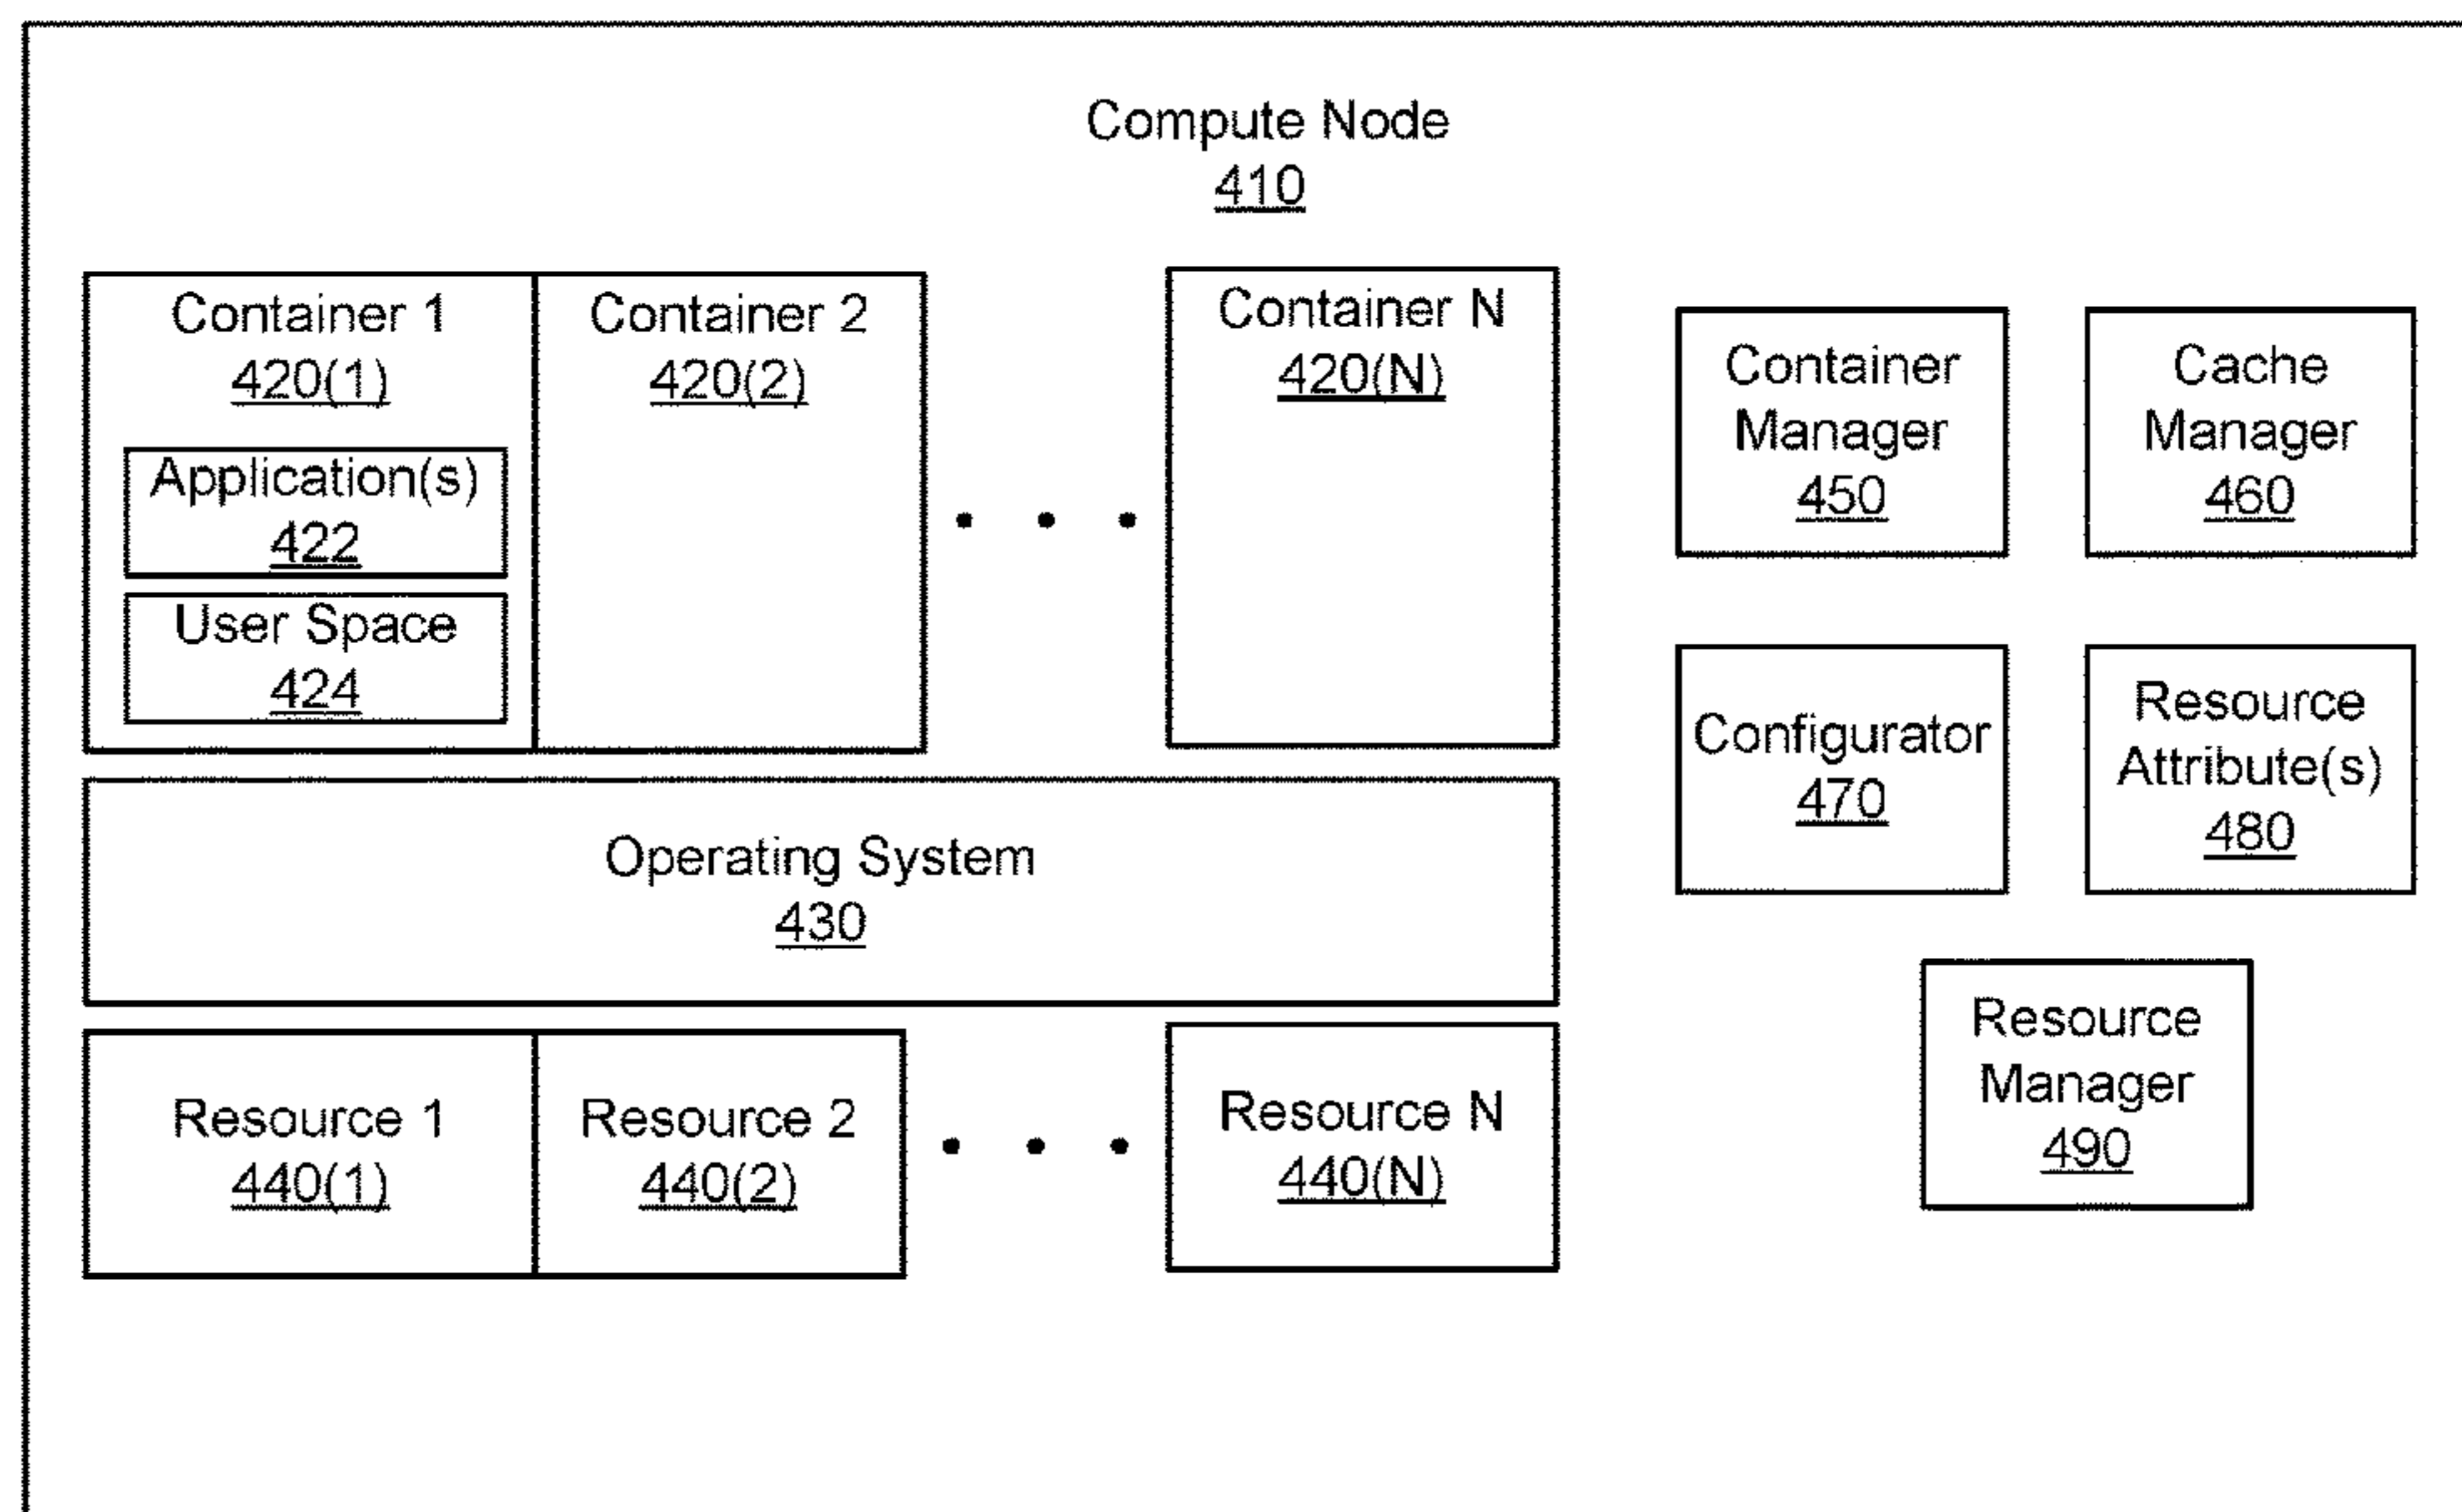 Compute Node
410
Container 1
420(1)
Application(s)
422
User Space
424
Container 2
420(2)
Container N
420(N)
Container
Manager
450
Cache
Manager
460
Operating System
430
Configurator
470
Resource
Attribute(s)
480
Resource 1
440(1)
Resource 2
440(2)
Resource N
440(N)
Resource
Manager
490